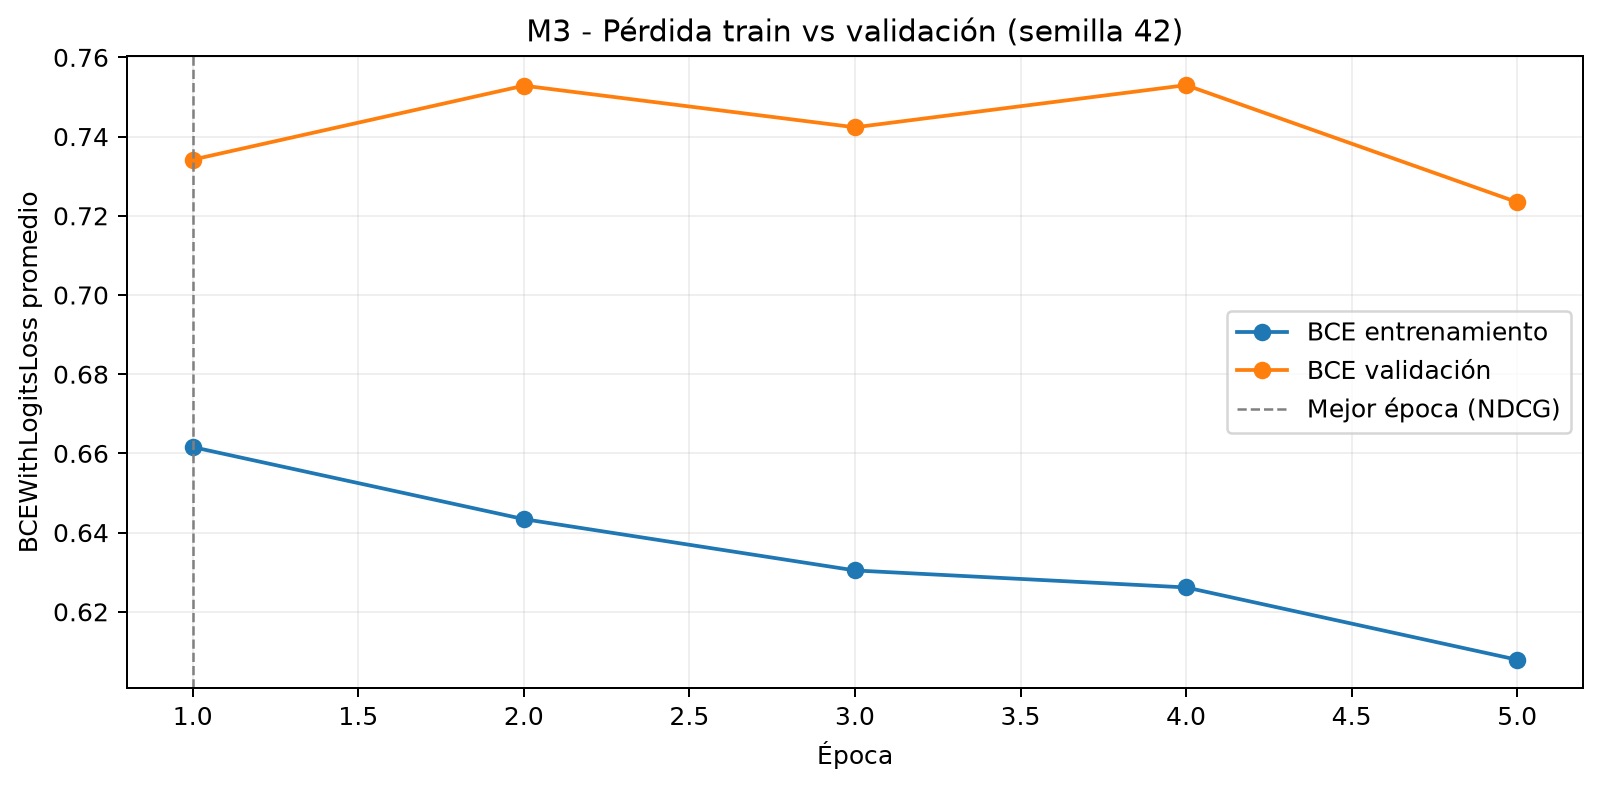 M3 - Pérdida train vs validación (semilla 42)
BCEWithLogitsLoss promedio
0.76
0.74
0.72
0.70
0.68
0.66
0.64
0.62
BCE entrenamiento
BCE validación
Mejor época (NDCG)
1.0 1.5 2.0 2.5 3.0 3.5 4.0 4.5 5.0
Época